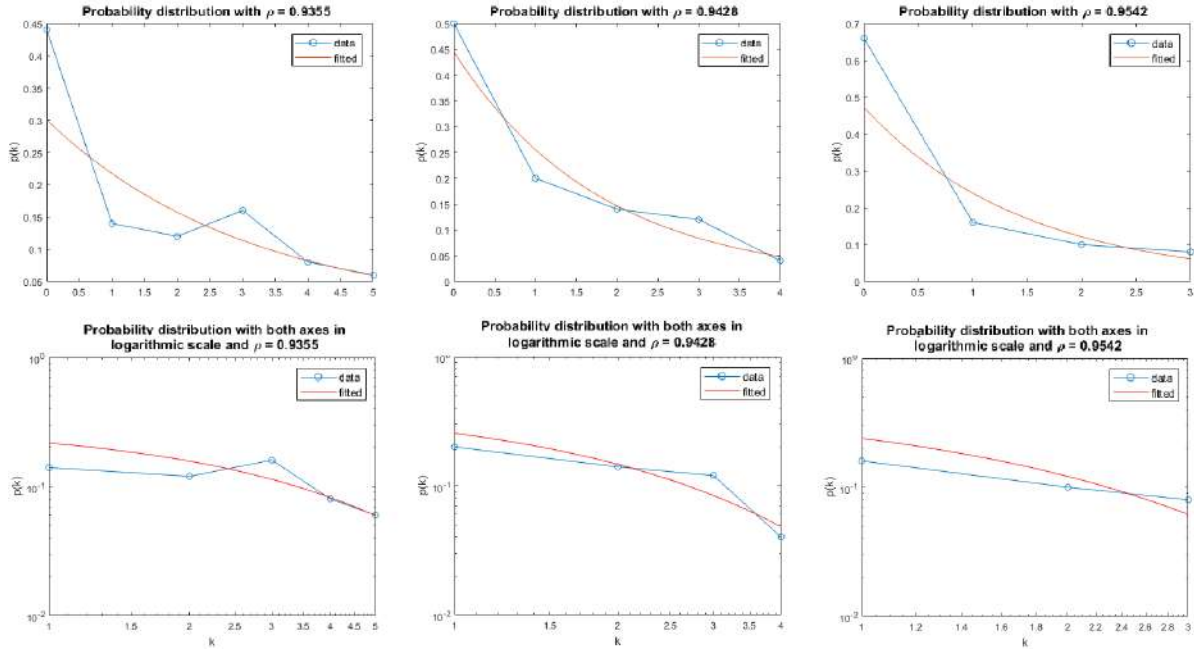 Probability distribution with ρ = 0.9355
0.45
0.4
0.35
0.3
0.25
0.2
0.15
0.1
0.05
p(k)
0 0.5 1 1.5 2 2.5 3 3.5 4 4.5 5
data
fitted
Probability distribution with ρ = 0.9428
0.5
0.45
0.4
0.35
0.3
0.25
0.2
0.15
0.1
0.05
0
p(k)
0 0.5 1 1.5 2 2.5 3 3.5 4
data
fitted
Probability distribution with ρ = 0.9542
0.7
0.6
0.5
0.4
0.3
0.2
0.1
0
p(k)
0 0.5 1 1.5 2 2.5 3
data
fitted
Probability distribution with both axes in
logarithmic scale and ρ = 0.9355
10^0
10^-1
10^-2
p(k)
1 1.5 2 2.5 3 3.5 4 4.5 5
k
data
fitted
Probability distribution with both axes in
logarithmic scale and ρ = 0.9428
10^0
10^-1
10^-2
p(k)
1 1.5 2 2.5 3 3.5 4
k
data
fitted
Probability distribution with both axes in
logarithmic scale and ρ = 0.9542
10^0
10^-1
10^-2
p(k)
1 1.2 1.4 1.6 1.8 2 2.2 2.4 2.6 2.8 3
k
data
fitted